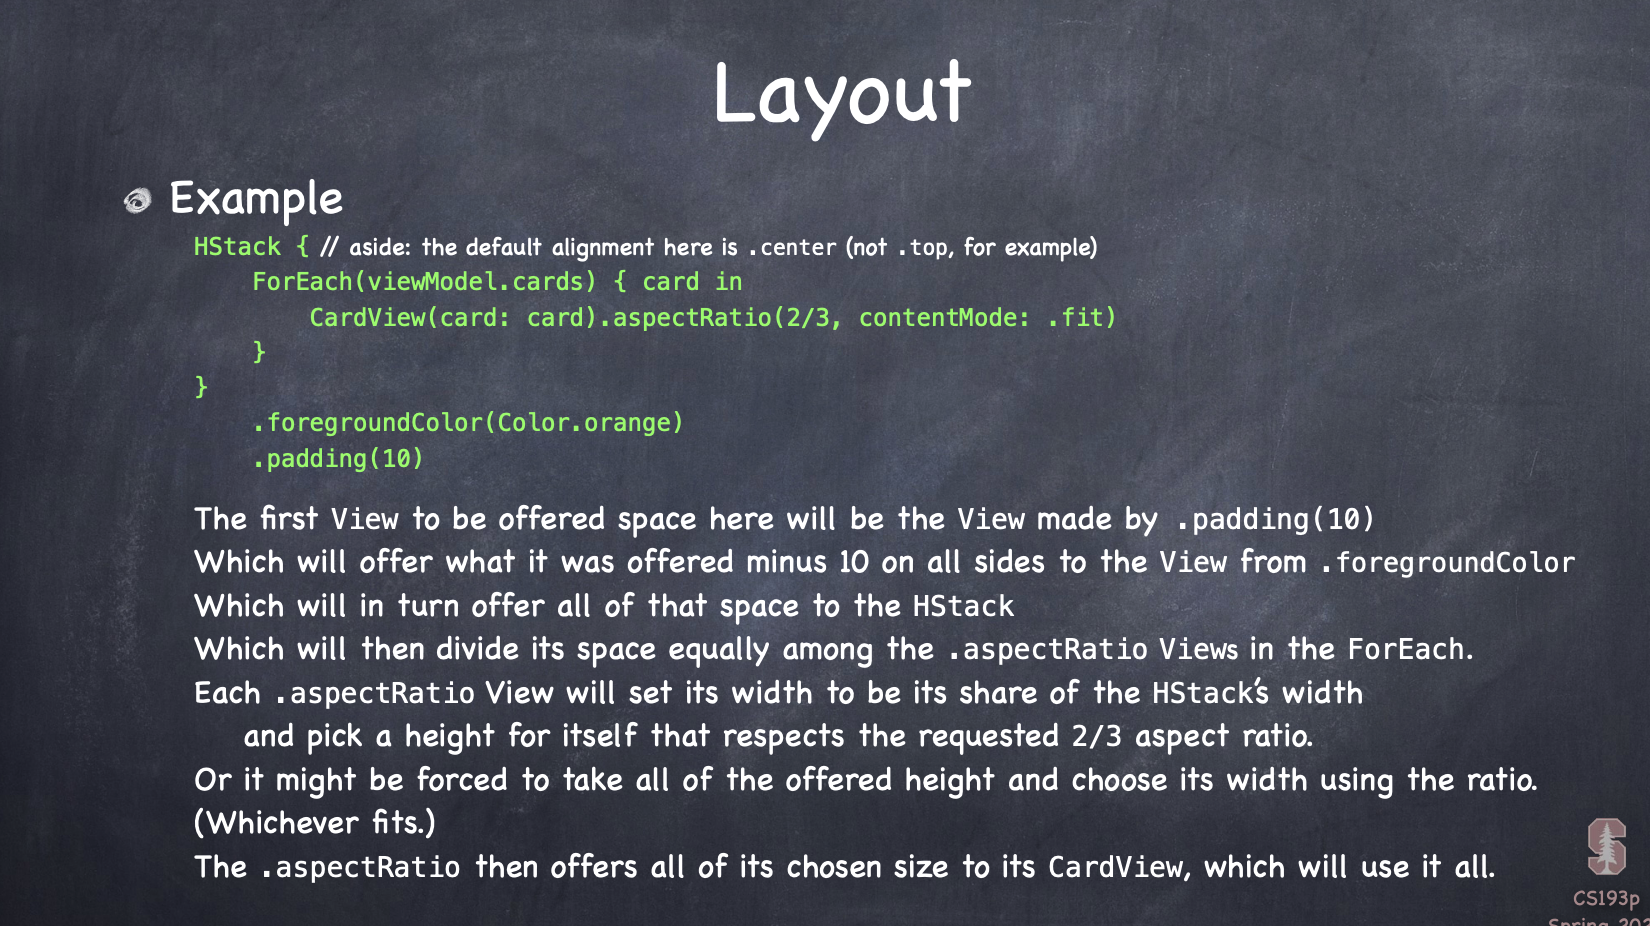 Layout
Example
HStack { // aside: the default alignment here is .center (not .top, for example)
ForEach(viewModel.cards) { card in
CardView(card: card).aspectRatio(2/3, contentMode: .fit)
}
}
.foregroundColor(Color.orange)
.padding(10)
The first View to be offered space here will be the View made by .padding(10)
Which will offer what it was offered minus 10 on all sides to the View from .foregroundColor
Which will in turn offer all of that space to the HStack
Which will then divide its space equally among the .aspectRatio Views in the ForEach.
Each .aspectRatio View will set its width to be its share of the HStack's width
and pick a height for itself that respects the requested 2/3 aspect ratio.
Or it might be forced to take all of the offered height and choose its width using the ratio.
(Whichever fits.)
The .aspectRatio then offers all of its chosen size to its CardView, which will use it all.
S
CS193p
Spring